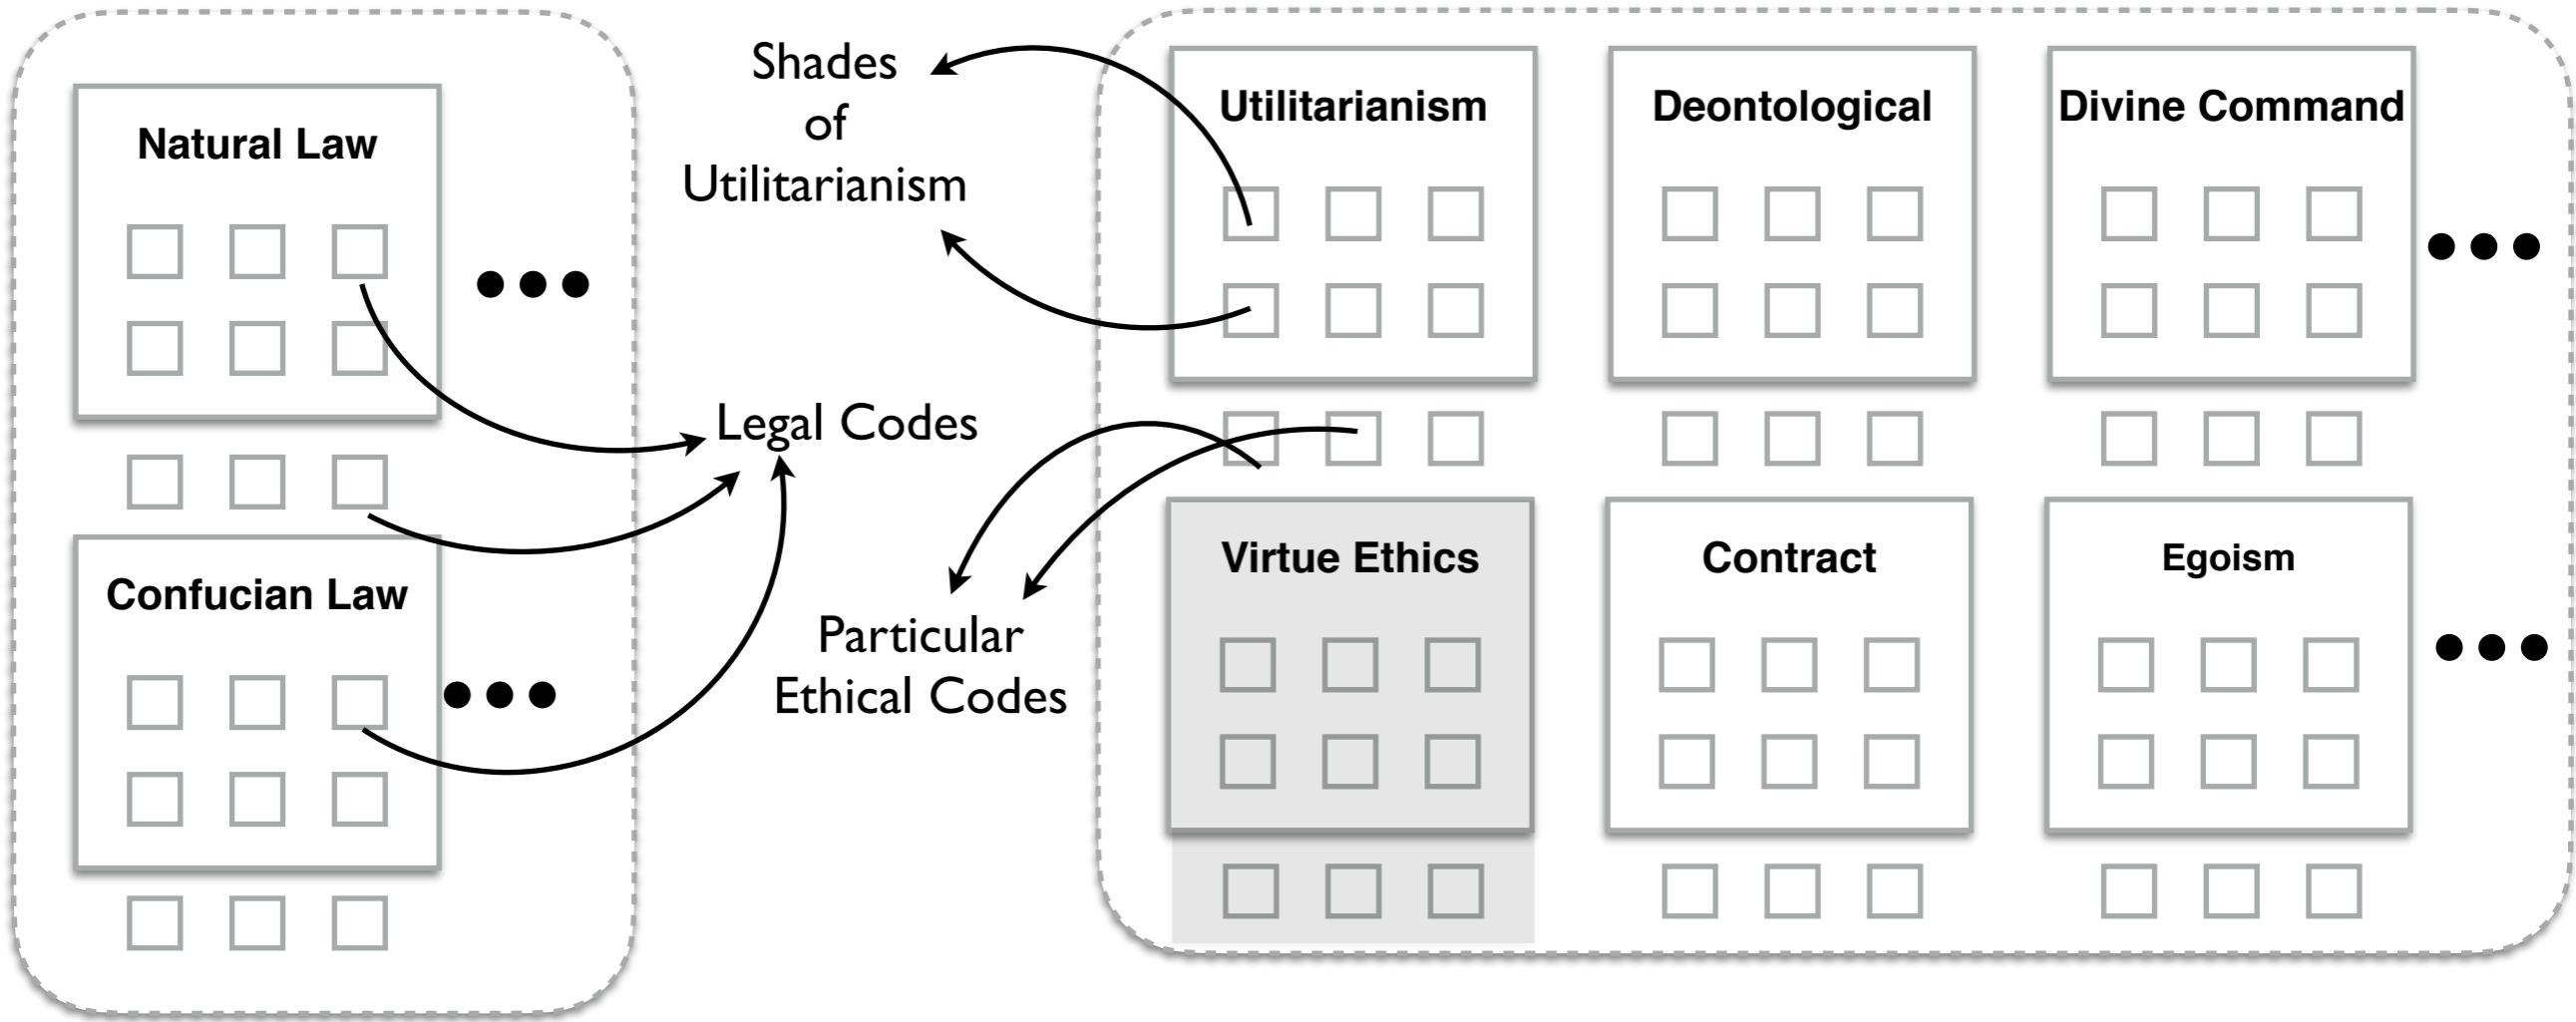 Natural Law
Confucian Law
Shades
of
Utilitarianism
Legal Codes
Particular
Ethical Codes
Utilitarianism
Deontological
Divine Command
Virtue Ethics
Contract
Egoism